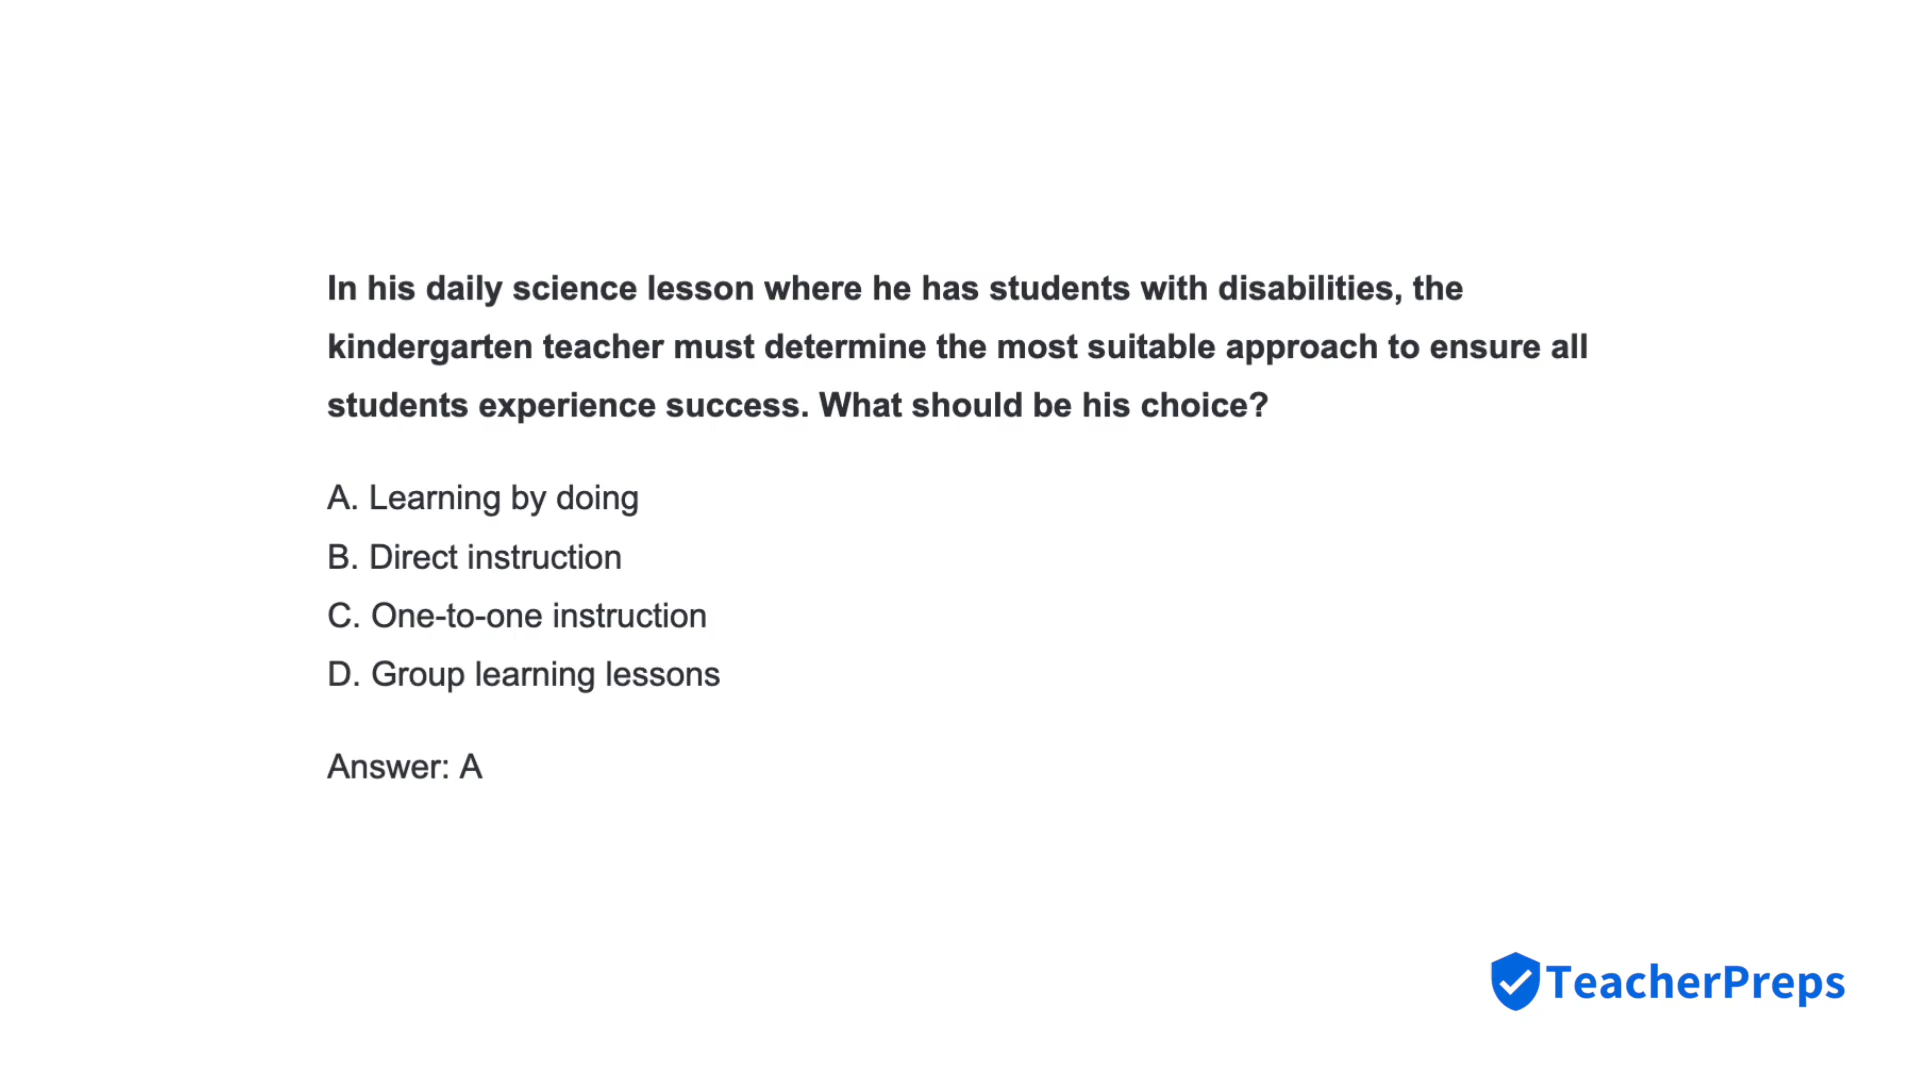 In his daily science lesson where he has students with disabilities, the
kindergarten teacher must determine the most suitable approach to ensure all
students experience success. What should be his choice?
A. Learning by doing
B. Direct instruction
C. One-to-one instruction
D. Group learning lessons
Answer: A
TeacherPreps